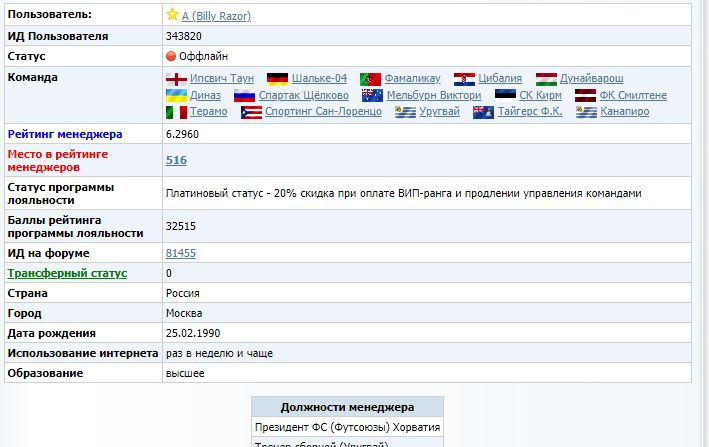 Пользователь: A (Billy Razor)
ИД Пользователя 343820
Статус Оффлайн
Команда Ипсвич Таун Шальке-04 Фамаликау Цибалия Дунайварош
Диназ Спартак Щёлково Мельбурн Виктори СК Кирм ФК Смилтене
Терамо Спортинг Сан-Лоренцо Уругвай Тайгерс Ф.К. Канапиро
Рейтинг менеджера 6.2960
Место в рейтинге
менеджеров 516
Статус программы
лояльности Платиновый статус - 20% скидка при оплате ВИП-ранга и продлении управления командами
Баллы рейтинга
программы лояльности 32515
ИД на форуме 81455
Трансферный статус 0
Страна Россия
Город Москва
Дата рождения 25.02.1990
Использование интернета раз в неделю и чаще
Образование высшее
Должности менеджера
Президент ФС (Футсоюзы) Хорватия
Тренер сборной (Уругвай)